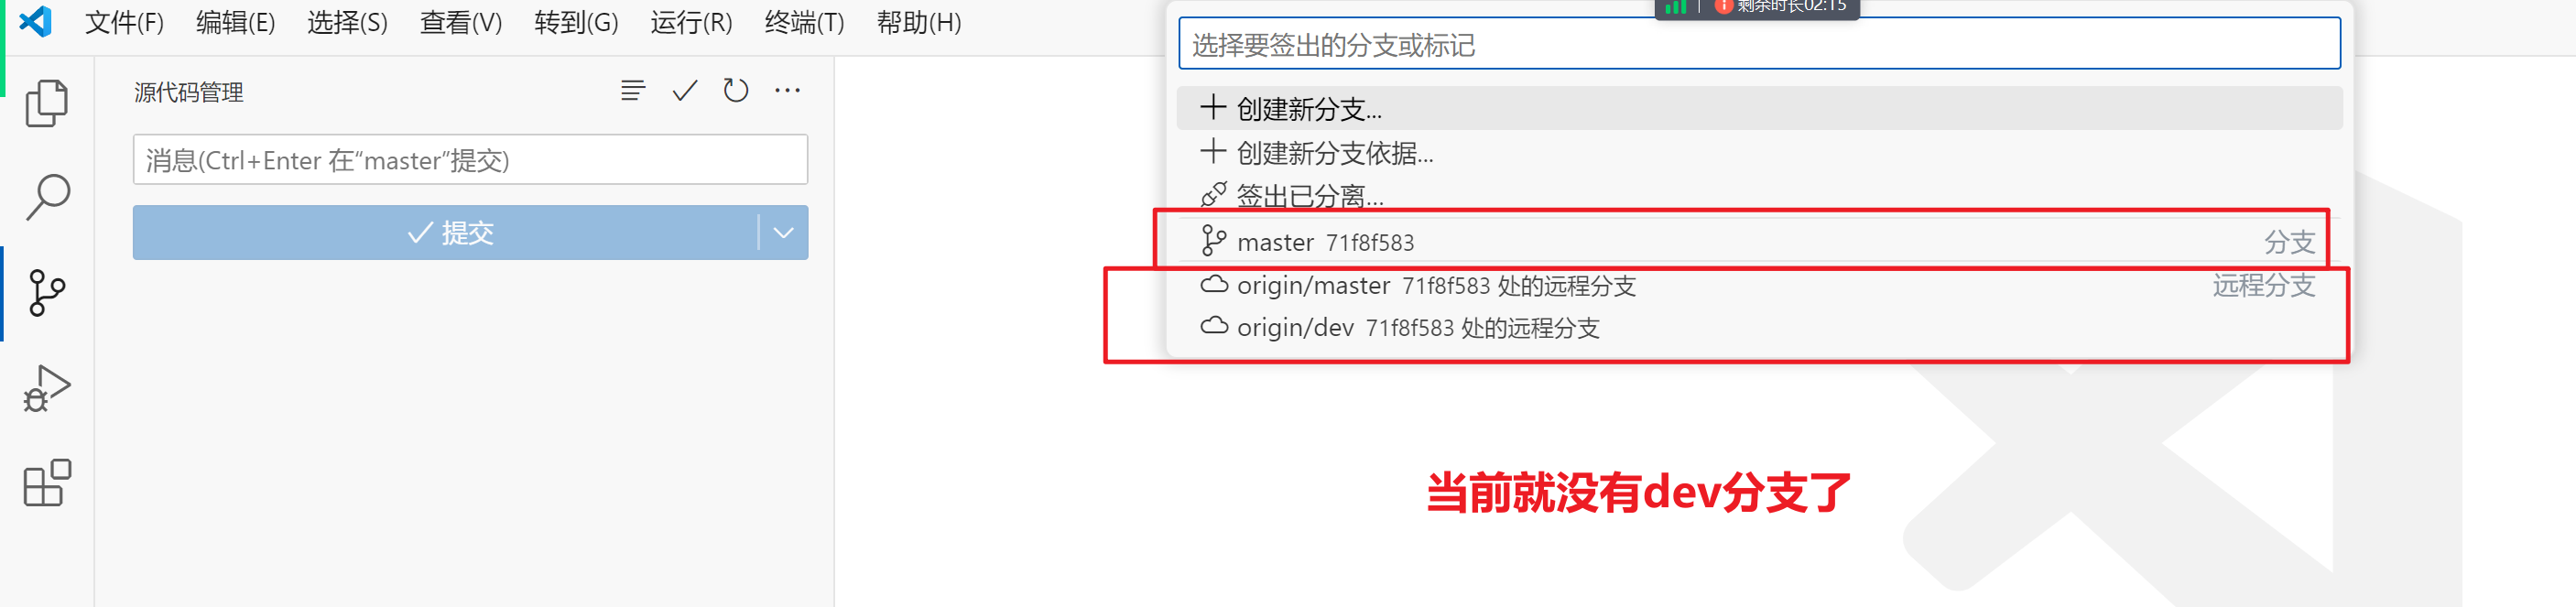 文件(F) 编辑(E) 选择(S) 查看(V) 转到(G) 运行(R) 终端(T) 帮助(H)
剩余时长02:15
选择要签出的分支或标记
源代码管理
创建新分支...
消息(Ctrl+Enter 在“master”提交)
创建新分支依据...
签出已分离...
提交
master 71f8f583 分支
origin/master 71f8f583 处的远程分支 远程分支
origin/dev 71f8f583 处的远程分支
当前就没有dev分支了